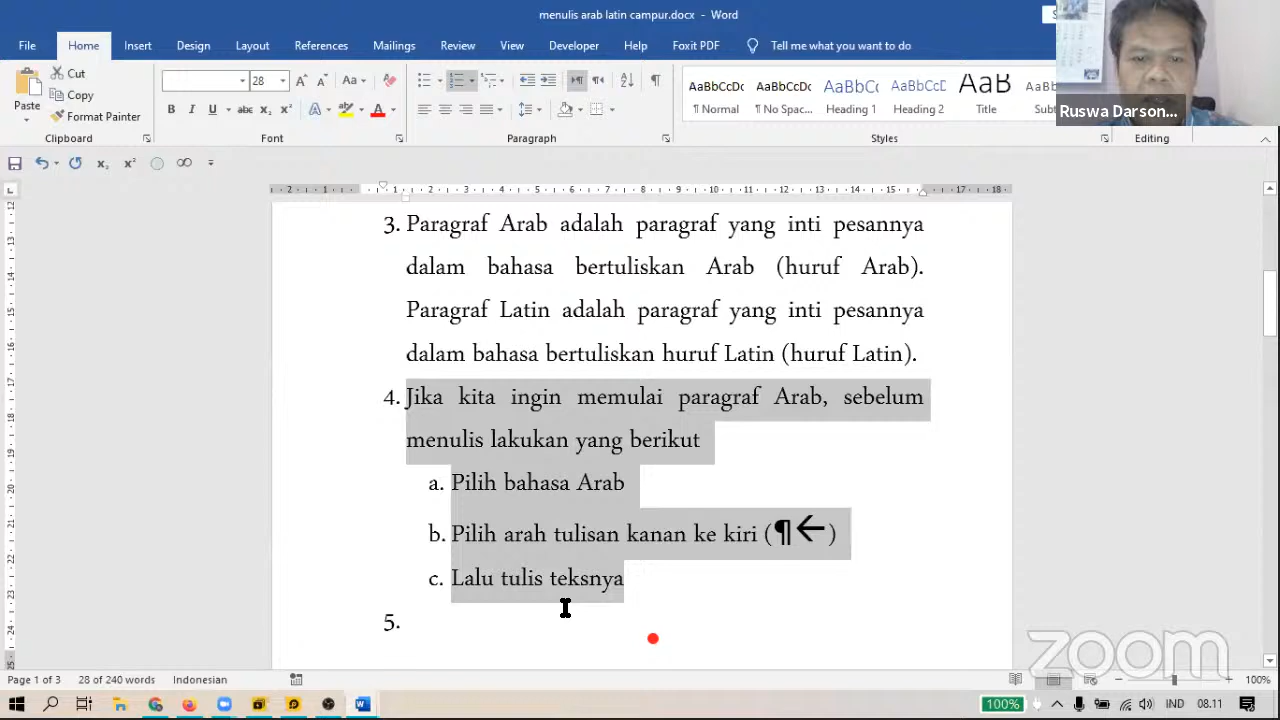 menulis arab latin campur.docx - Word
File Home Insert Design Layout References Mailings Review View Developer Help Foxit PDF Tell me what you want to do
Paste
Cut
Copy
Format Painter
28
AaBbCcDc AaBbCcDc AaBbC( AaBbCcD AaB
¶ Normal ¶ No Spac... Heading 1 Heading 2 Title
Clipboard Font Paragraph Styles Editing
Ruswa Darson...
3. Paragraf Arab adalah paragraf yang inti pesannya
dalam bahasa bertuliskan Arab (huruf Arab).
Paragraf Latin adalah paragraf yang inti pesannya
dalam bahasa bertuliskan huruf Latin (huruf Latin).
4. Jika kita ingin memulai paragraf Arab, sebelum
menulis lakukan yang berikut
a. Pilih bahasa Arab
b. Pilih arah tulisan kanan ke kiri (¶←)
c. Lalu tulis teksnya
5.
zoom
Page 1 of 3 28 of 240 words Indonesian 100%
100% IND 08.11